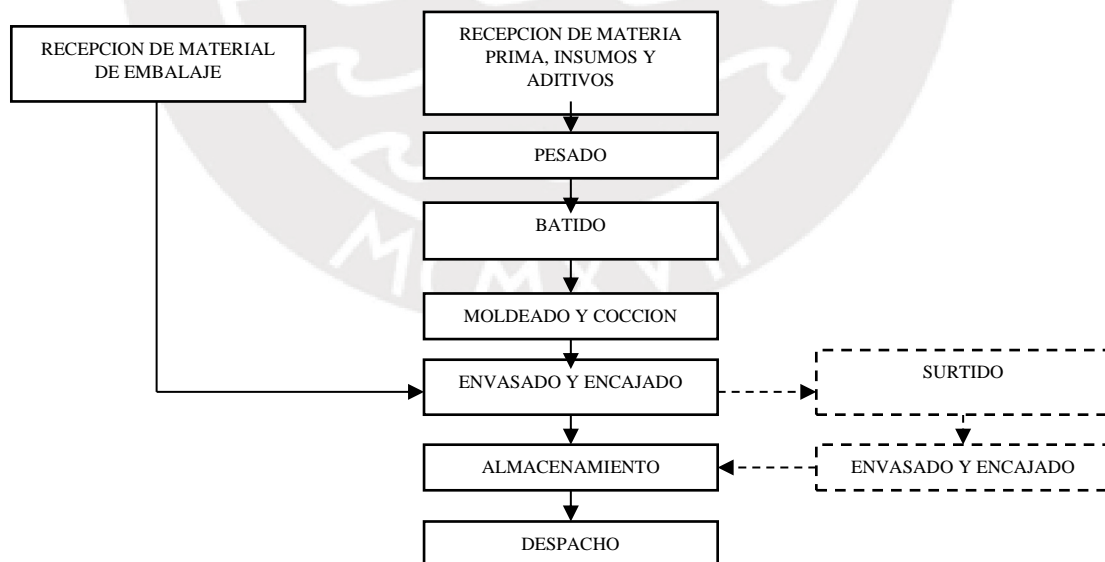 RECEPCION DE MATERIAL
DE EMBALAJE
RECEPCION DE MATERIA
PRIMA, INSUMOS Y
ADITIVOS
PESADO
BATIDO
MCMXVII
MOLDEADO Y COCCION
ENVASADO Y ENCAJADO
SURTIDO
ALMACENAMIENTO
ENVASADO Y ENCAJADO
DESPACHO